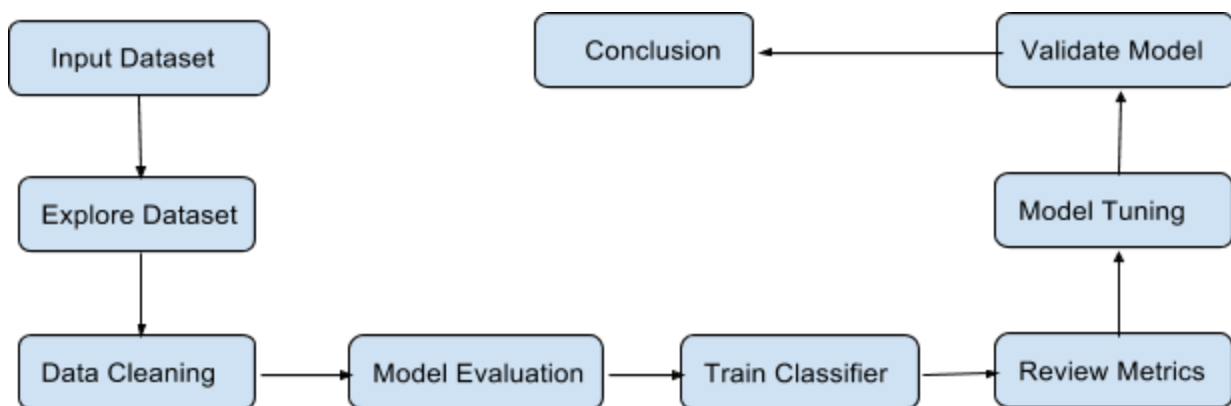 Input Dataset
Explore Dataset
Data Cleaning
Model Evaluation
Train Classifier
Review Metrics
Model Tuning
Validate Model
Conclusion